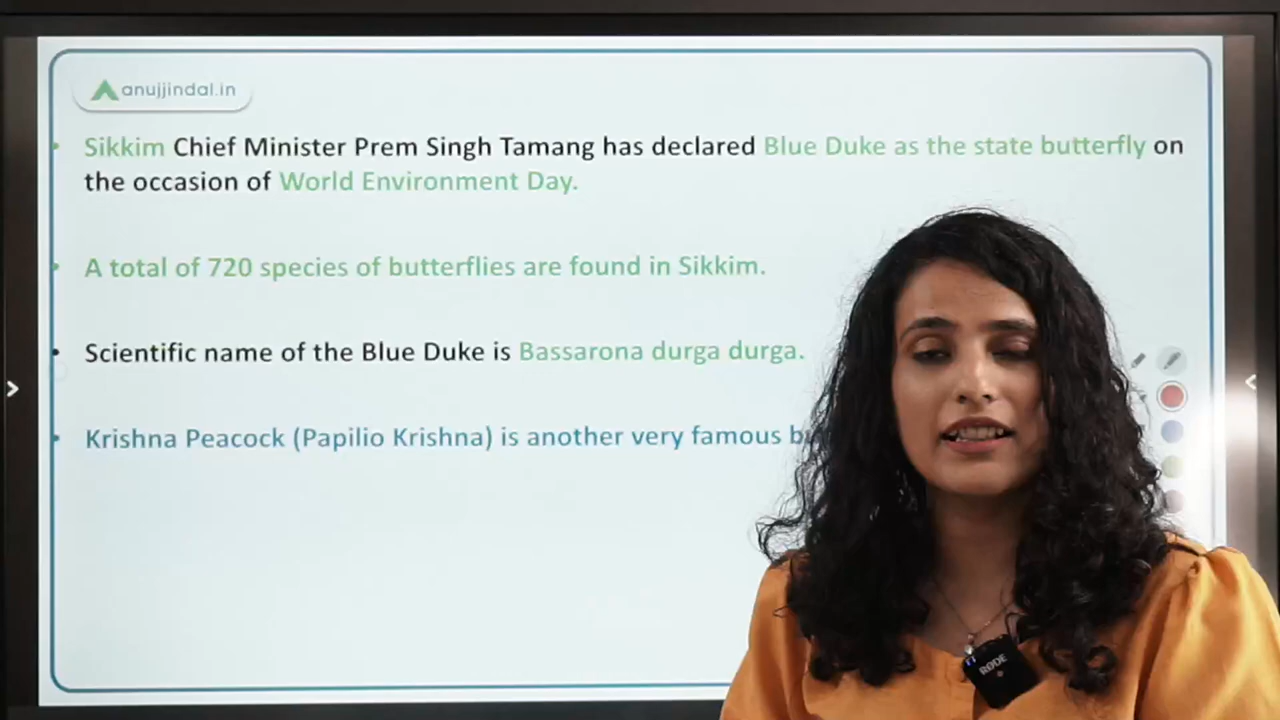 anujjindal.in
Sikkim Chief Minister Prem Singh Tamang has declared Blue Duke as the state butterfly on
the occasion of World Environment Day.
A total of 720 species of butterflies are found in Sikkim.
Scientific name of the Blue Duke is Bassarona durga durga.
Krishna Peacock (Papilio Krishna) is another very famous
RØDE